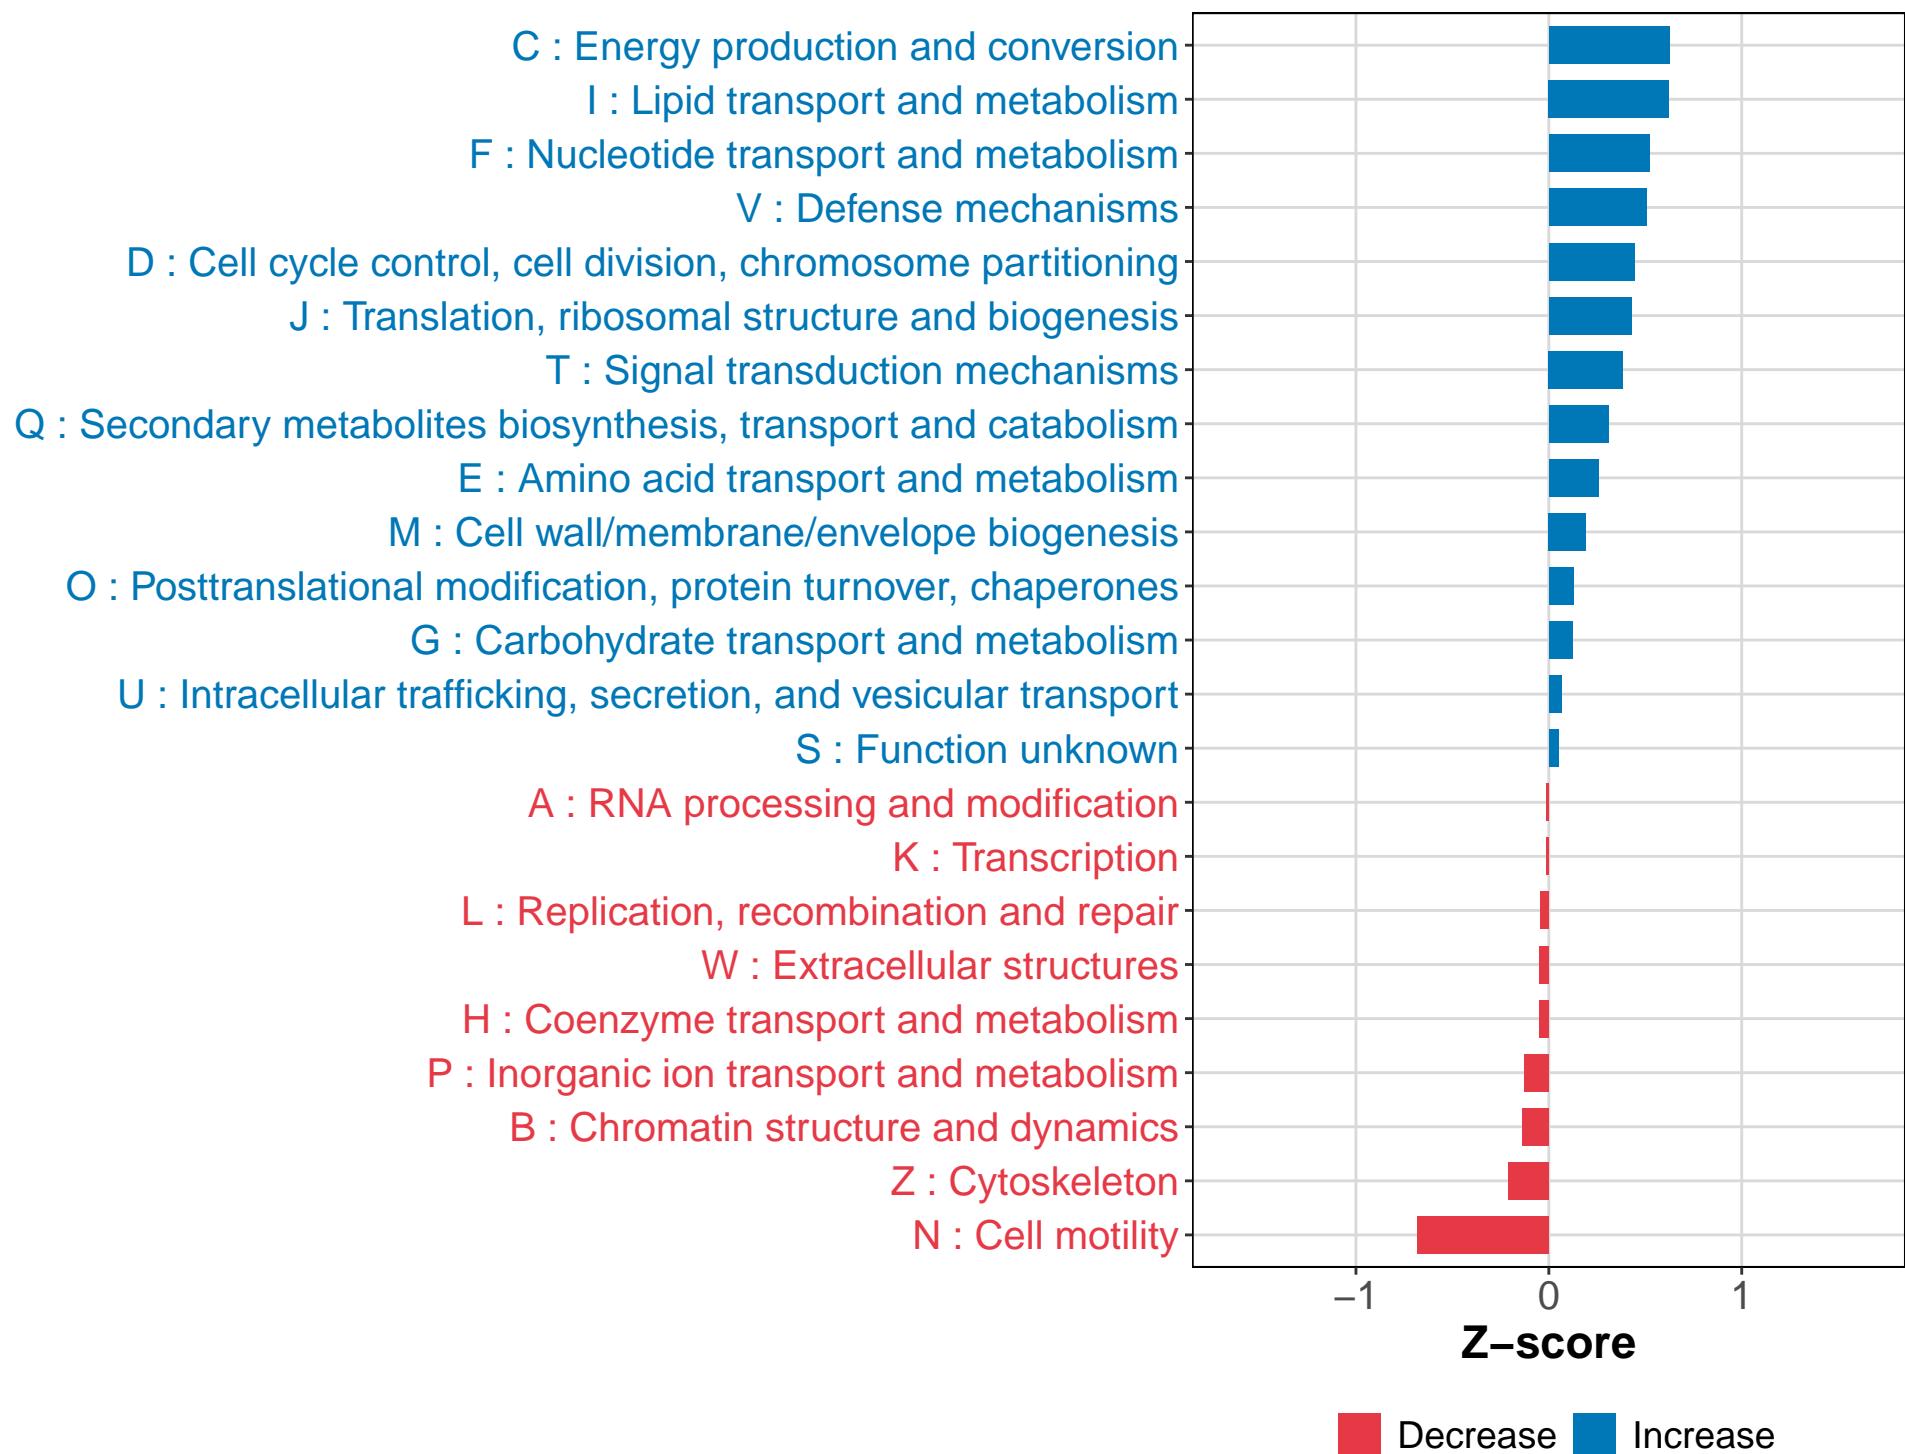 C : Energy production and conversion
I : Lipid transport and metabolism
F : Nucleotide transport and metabolism
V : Defense mechanisms
D : Cell cycle control, cell division, chromosome partitioning
J : Translation, ribosomal structure and biogenesis
T : Signal transduction mechanisms
Q : Secondary metabolites biosynthesis, transport and catabolism
E : Amino acid transport and metabolism
M : Cell wall/membrane/envelope biogenesis
O : Posttranslational modification, protein turnover, chaperones
G : Carbohydrate transport and metabolism
U : Intracellular trafficking, secretion, and vesicular transport
S : Function unknown
A : RNA processing and modification
K : Transcription
L : Replication, recombination and repair
W : Extracellular structures
H : Coenzyme transport and metabolism
P : Inorganic ion transport and metabolism
B : Chromatin structure and dynamics
Z : Cytoskeleton
N : Cell motility
−1 0 1
Z−score
Decrease Increase